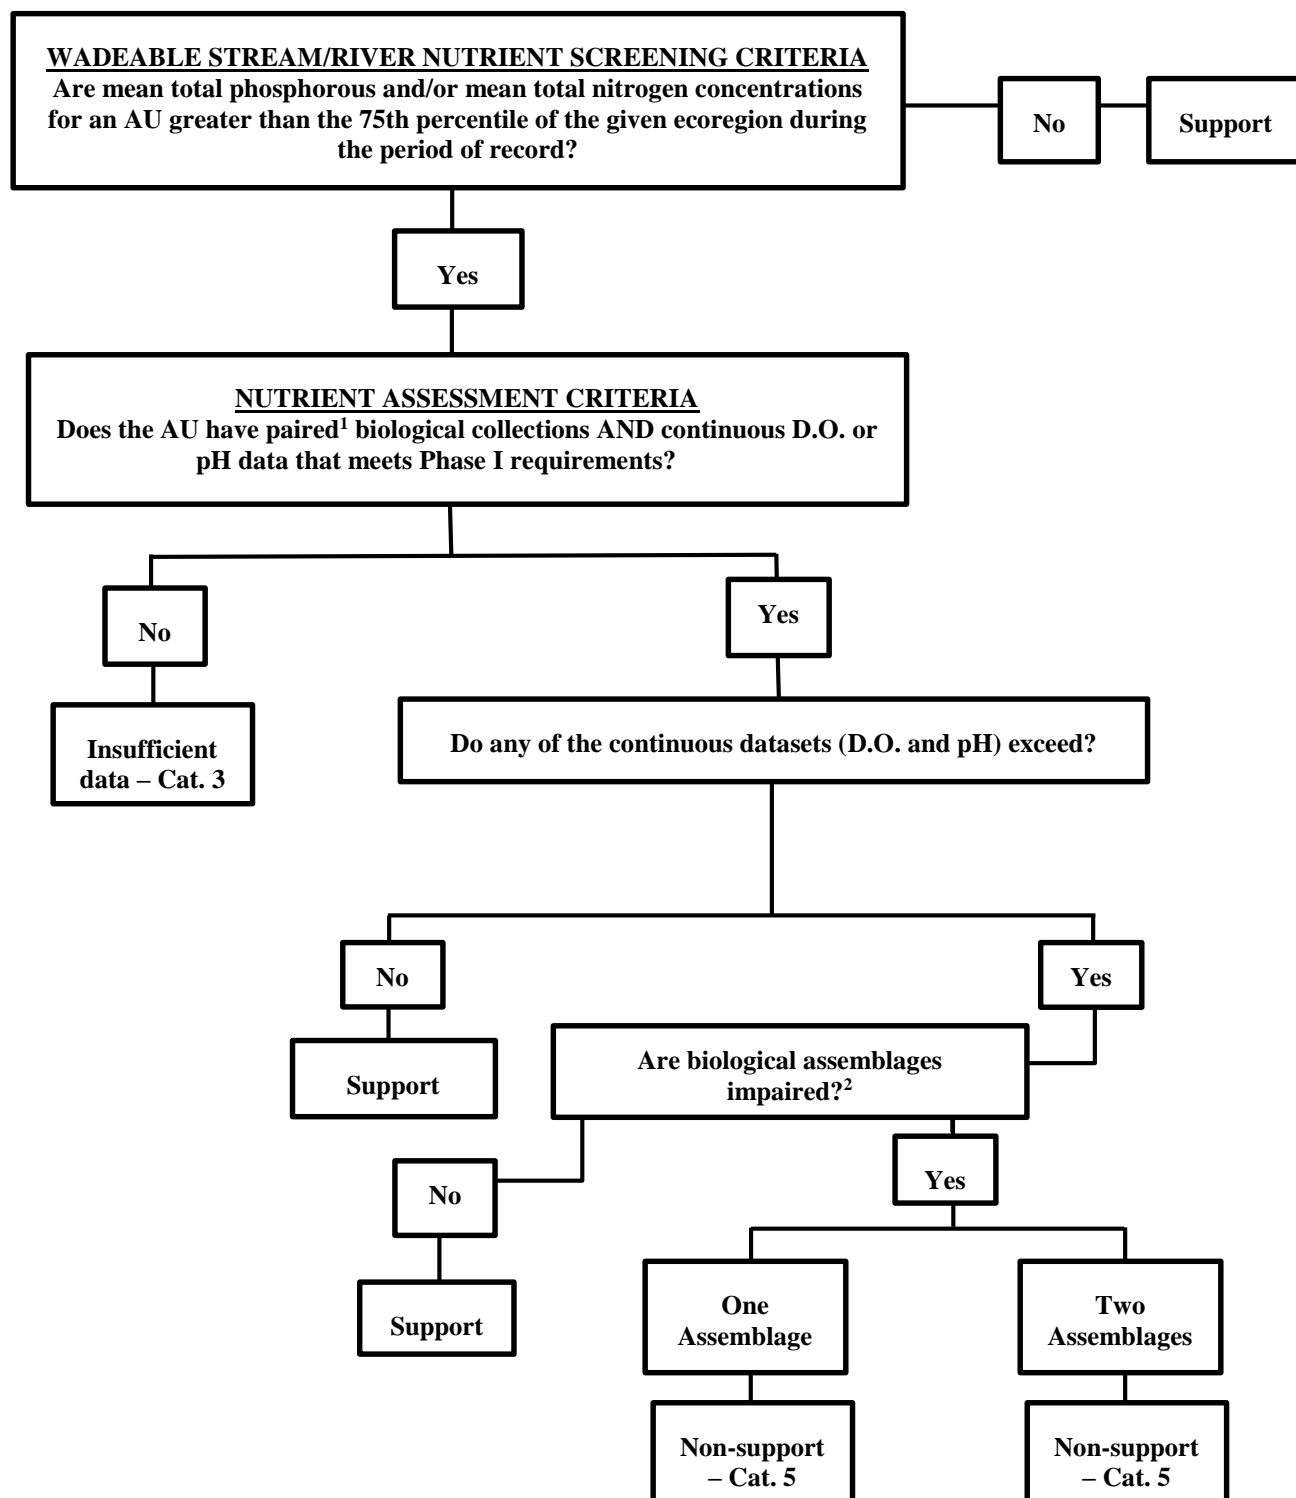 WADEABLE STREAM/RIVER NUTRIENT SCREENING CRITERIA
Are mean total phosphorous and/or mean total nitrogen concentrations
for an AU greater than the 75th percentile of the given ecoregion during
the period of record?
No
Support
Yes
NUTRIENT ASSESSMENT CRITERIA
Does the AU have paired¹ biological collections AND continuous D.O. or
pH data that meets Phase I requirements?
No
Yes
Insufficient
data – Cat. 3
Do any of the continuous datasets (D.O. and pH) exceed?
No
Yes
Support
Are biological assemblages
impaired?²
No
Yes
Support
One
Assemblage
Two
Assemblages
Non-support
– Cat. 5
Non-support
– Cat. 5